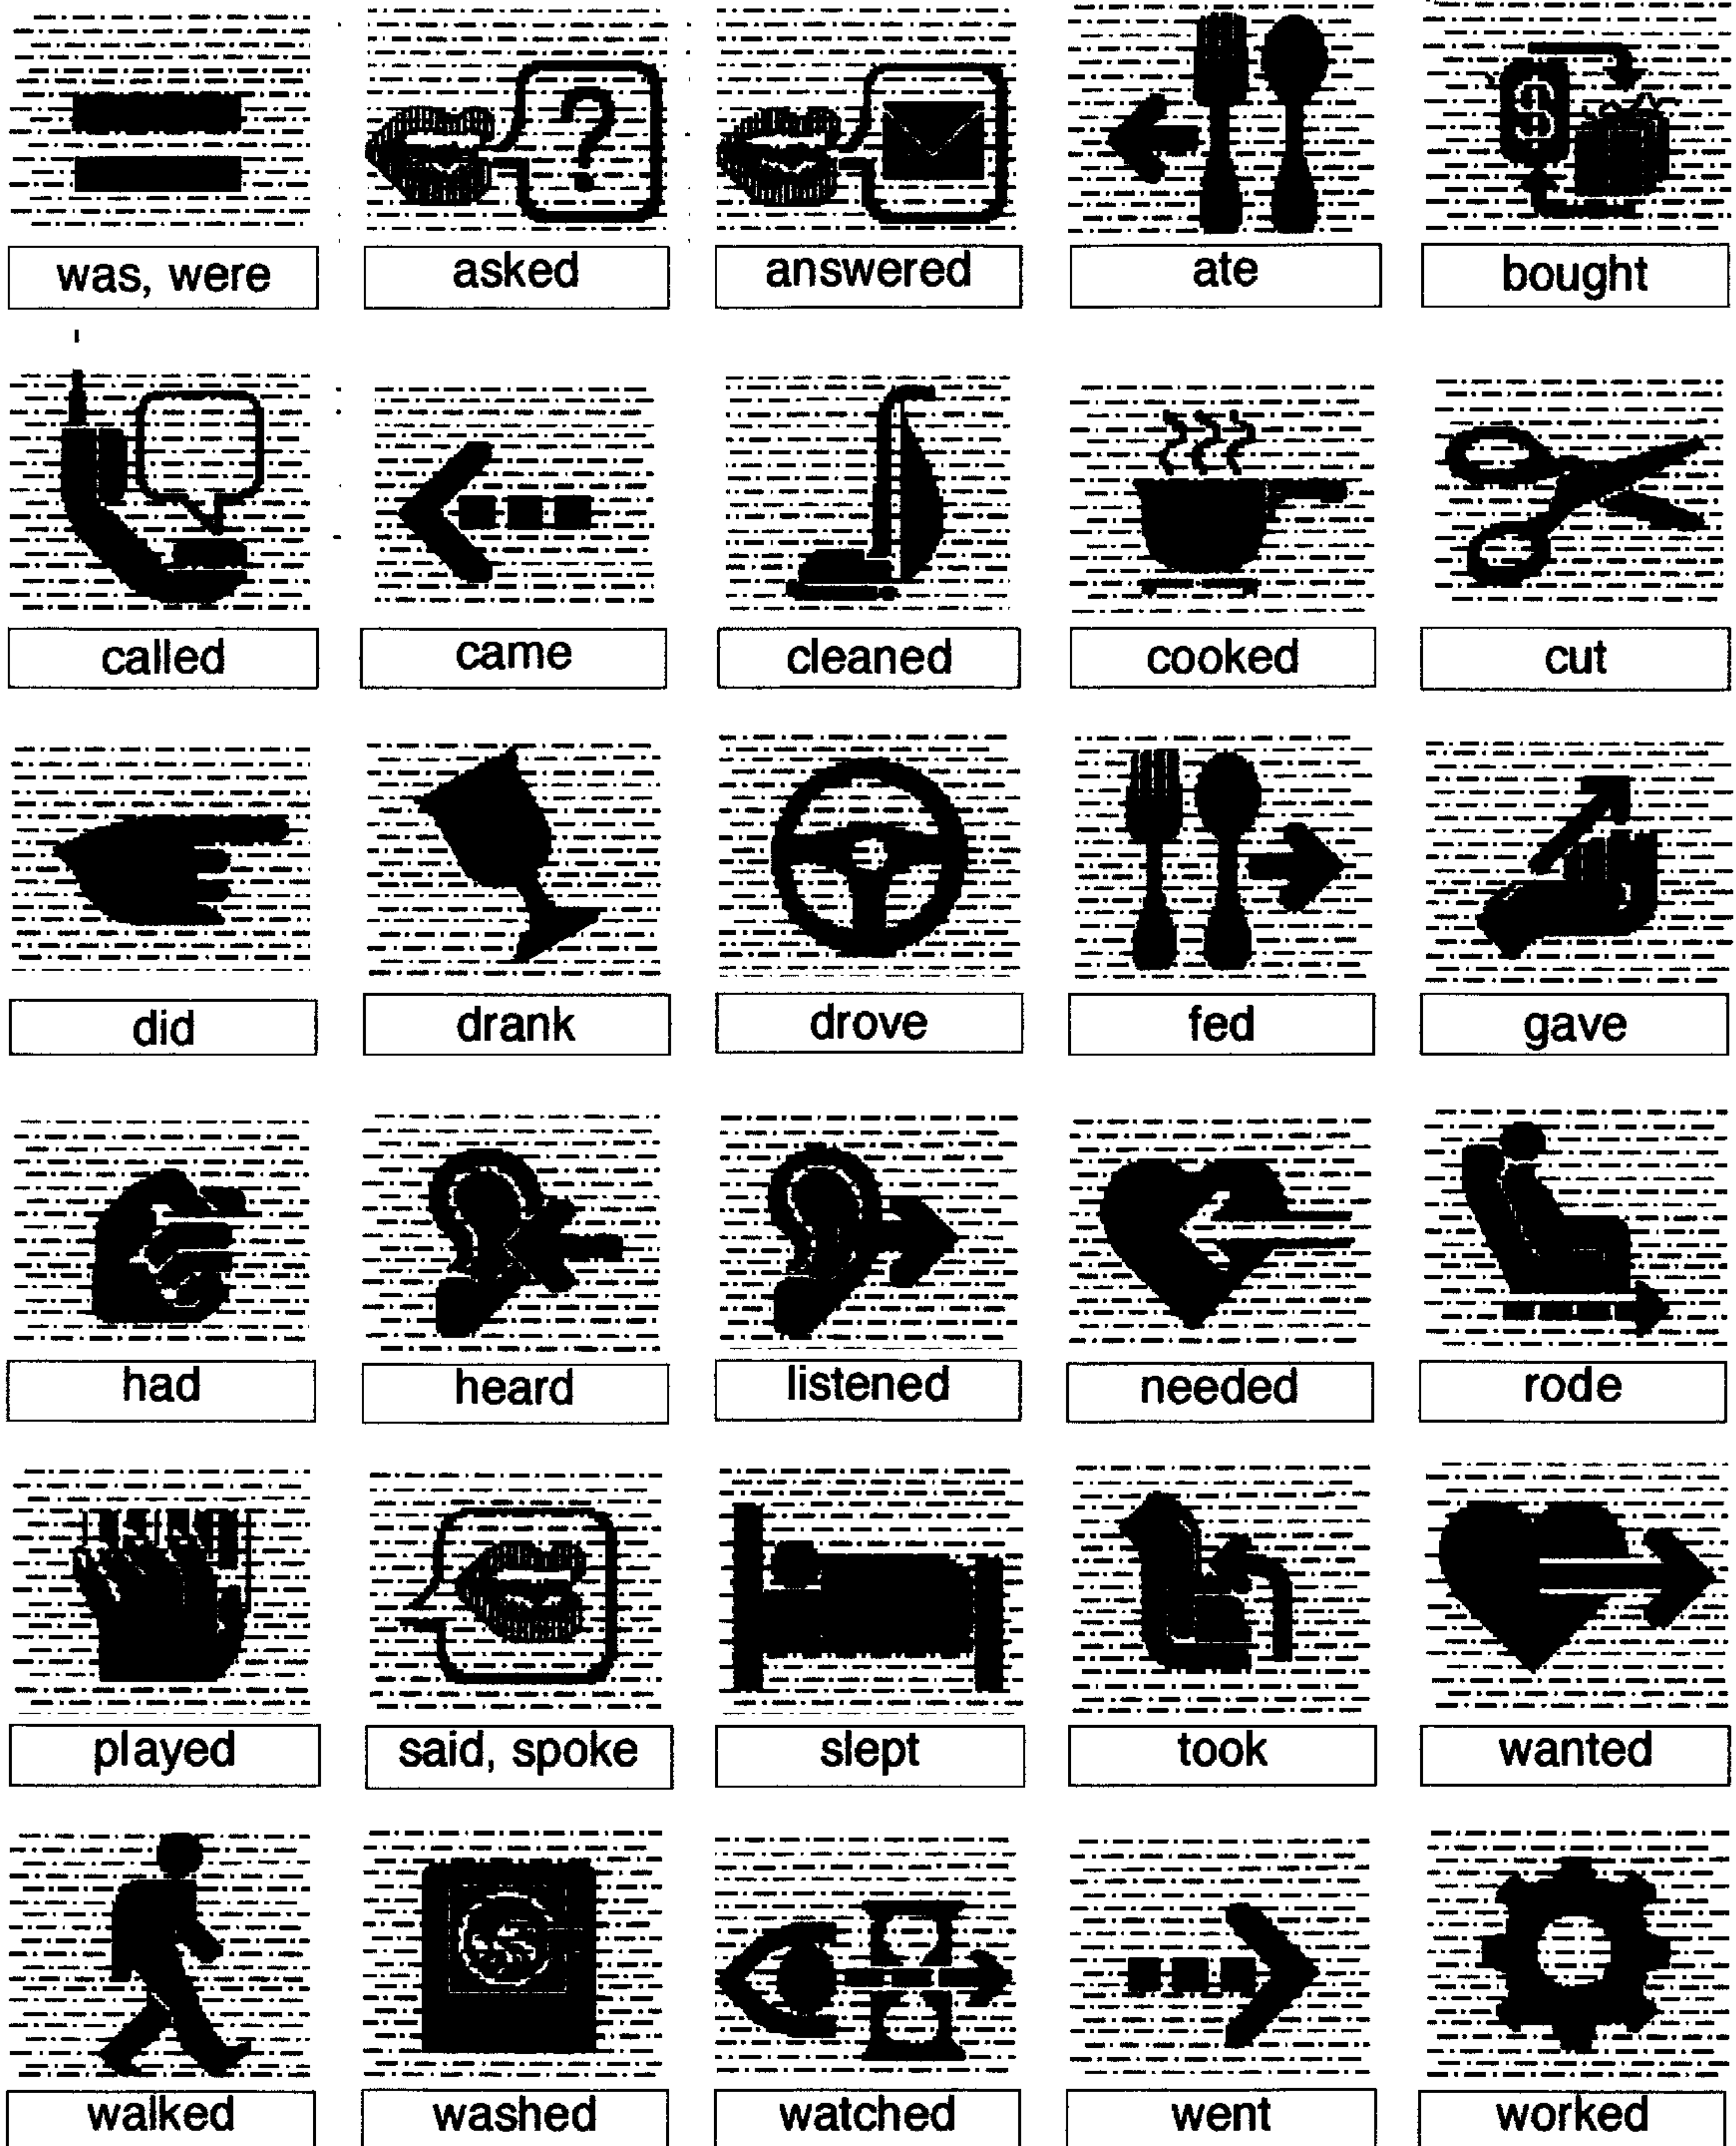 ?
$
was, were asked answered ate bought
called came cleaned cooked cut
did drank drove fed gave
had heard listened needed rode
played said, spoke slept took wanted
walked washed watched went worked